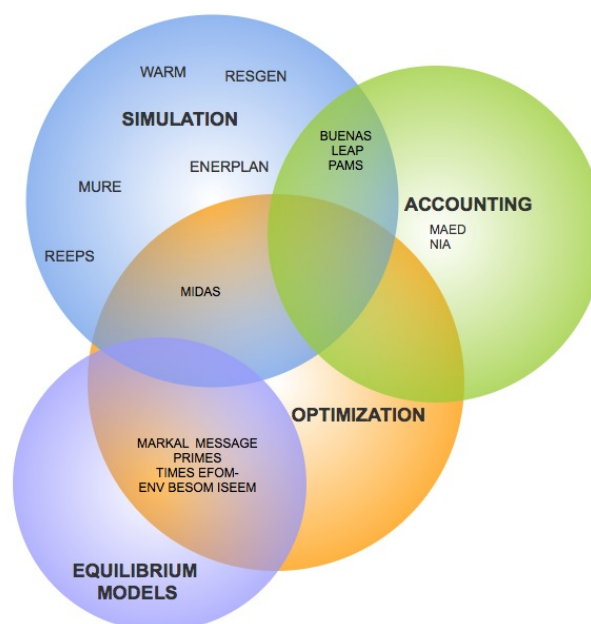 WARM
RESGEN
SIMULATION
BUENAS
LEAP
PAMS
ENERPLAN
MURE
ACCOUNTING
MAED
NIA
REEPS
MIDAS
OPTIMIZATION
MARKAL MESSAGE
PRIMES
TIMES EFOM-
ENV BESOM ISEEM
EQUILIBRIUM
MODELS